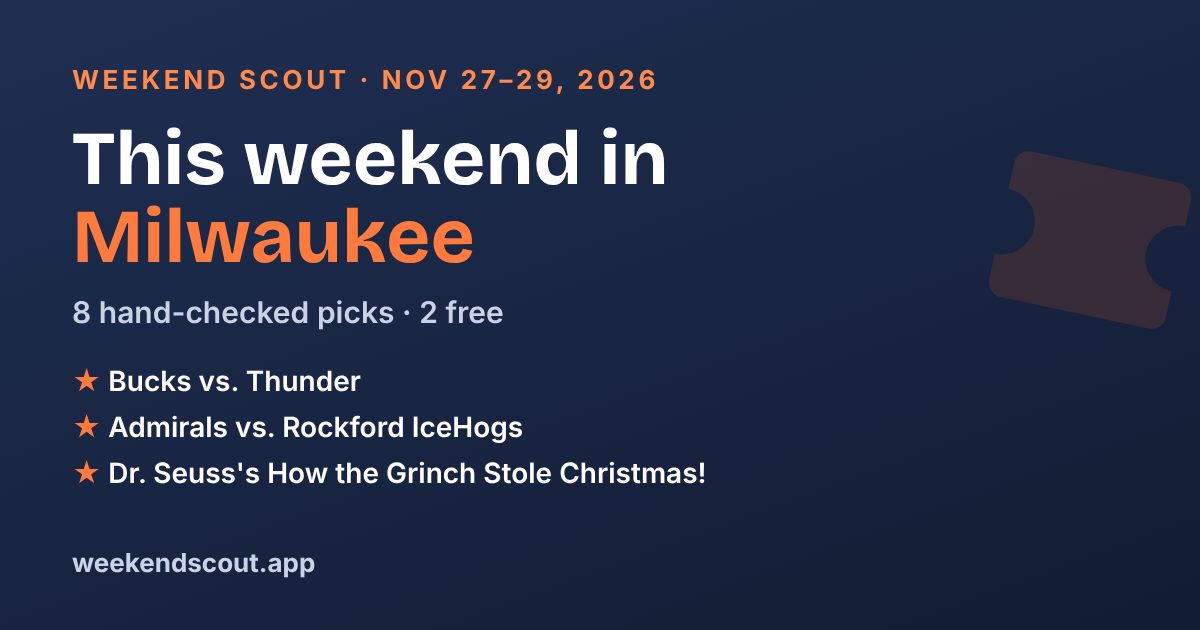 WEEKEND SCOUT · NOV 27–29, 2026
This weekend in
Milwaukee
8 hand-checked picks · 2 free
★ Bucks vs. Thunder
★ Admirals vs. Rockford IceHogs
★ Dr. Seuss's How the Grinch Stole Christmas!
weekendscout.app